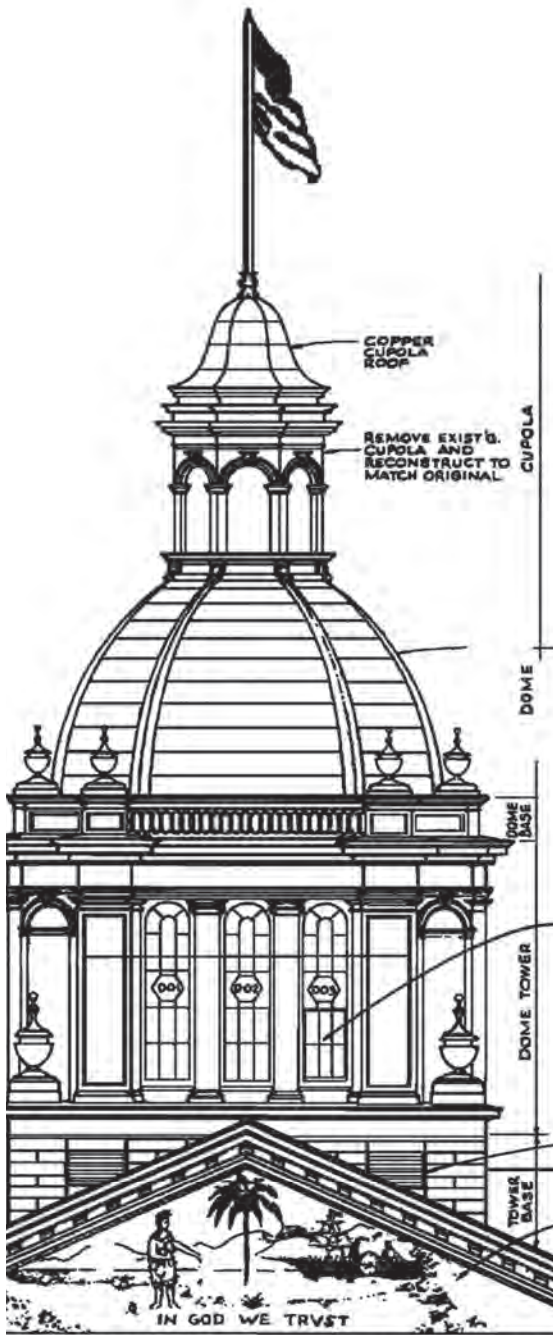 COPPER
CUPOLA
ROOF
REMOVE EXIST'G.
CUPOLA AND
RECONSTRUCT TO
MATCH ORIGINAL
CUPOLA
DOME
DOME
BASE
DOME TOWER
TOWER
BASE
001 002 003
IN GOD WE TRVST